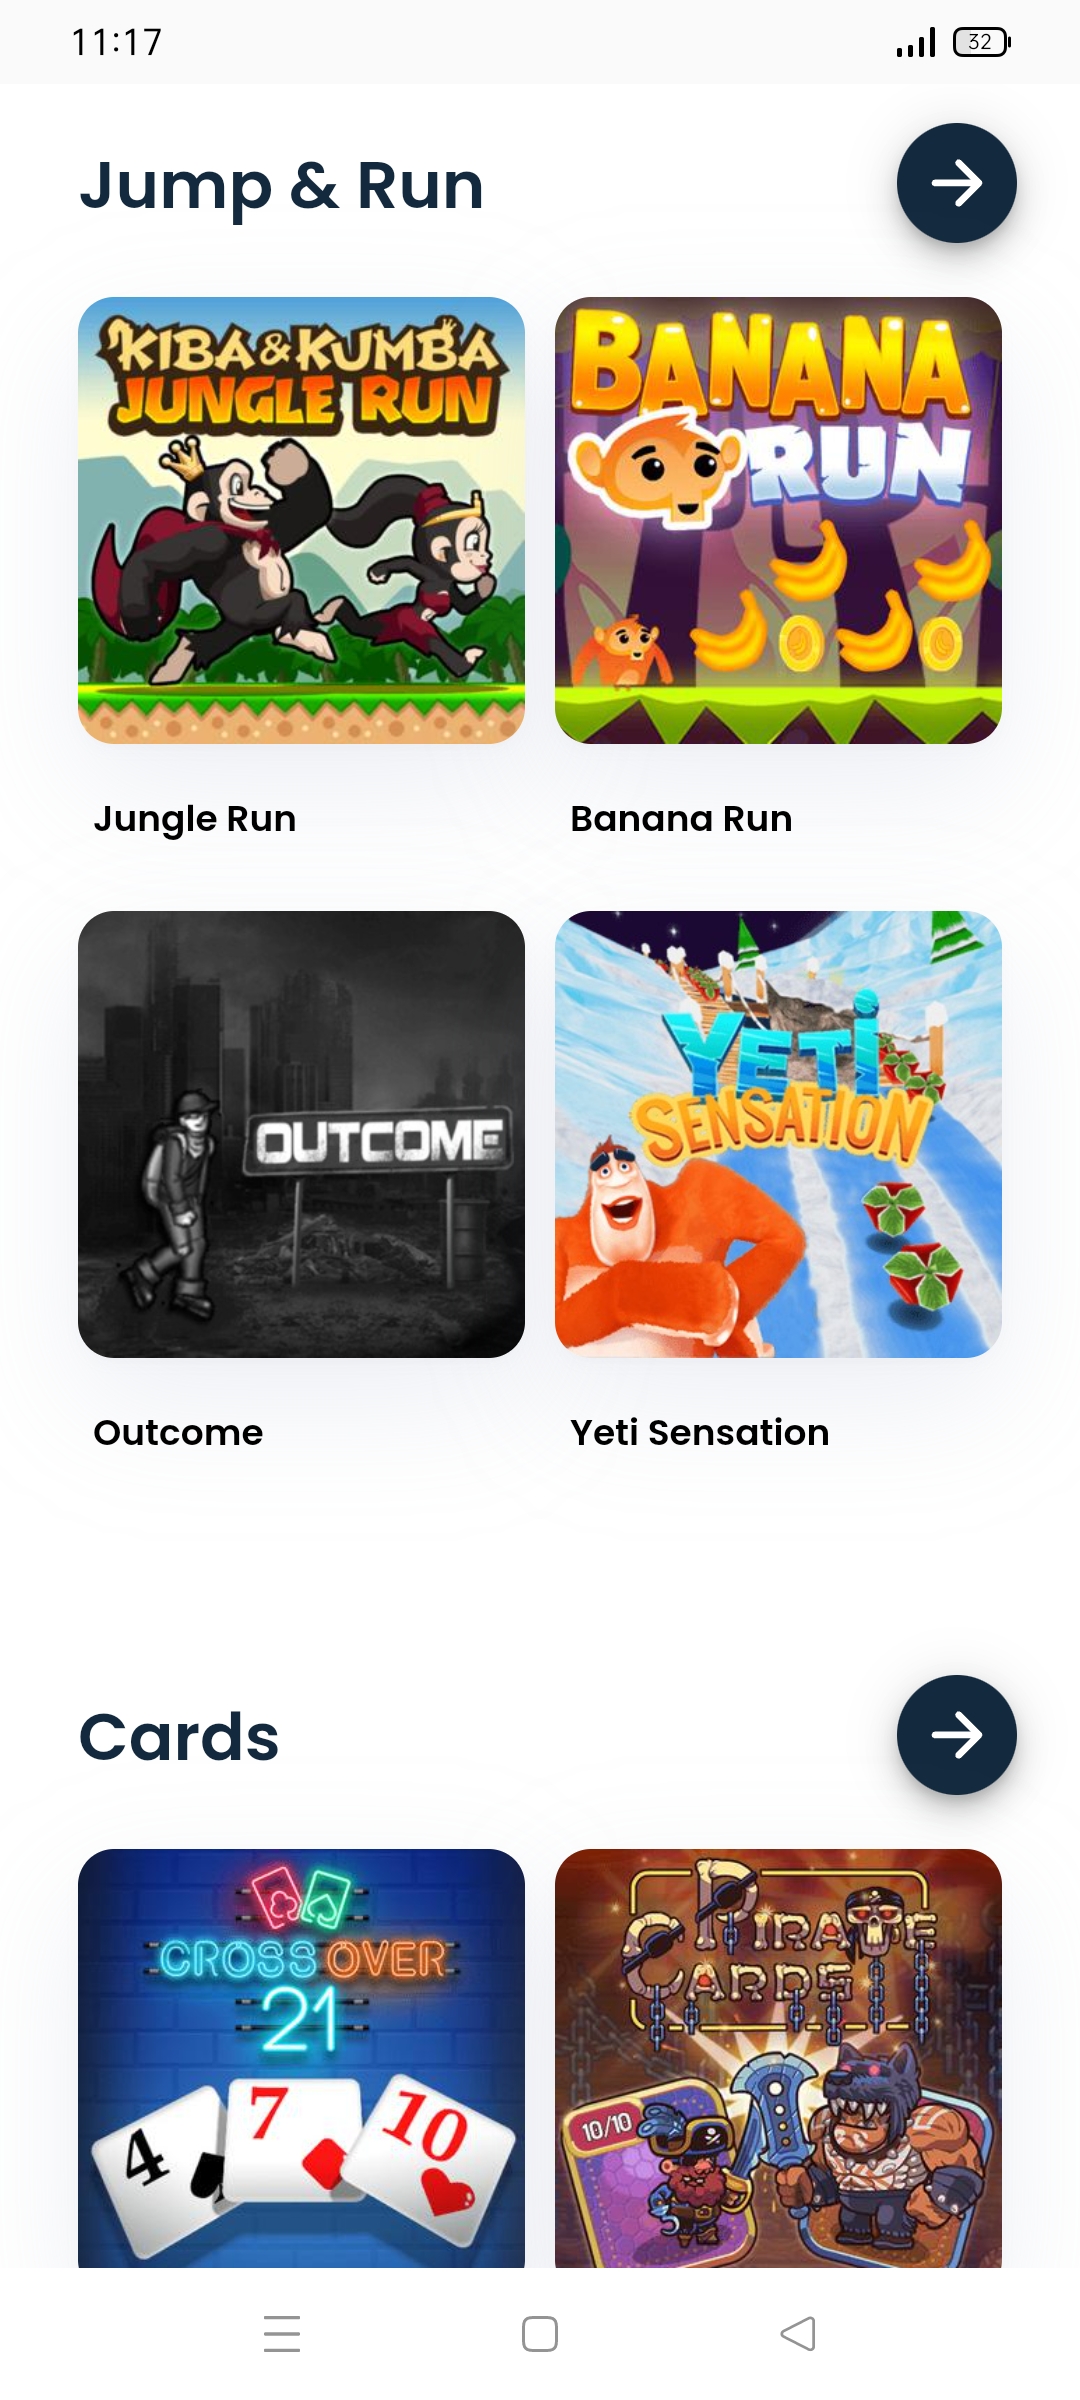 11:17
32
Jump & Run
KIBA & KUMBA
JUNGLE RUN
BANANA
RUN
Jungle Run
Banana Run
OUTCOME
YETI
SENSATION
Outcome
Yeti Sensation
Cards
CROSS OVER
21
4
7
10
PIRATE
CARDS
10/10